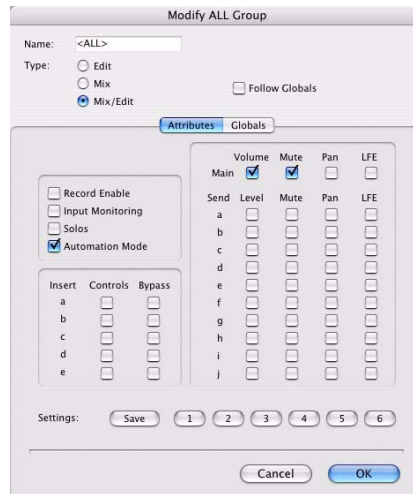 Modify ALL Group
Name: <ALL>
Type: Edit
Mix
Mix/Edit
Follow Globals
Attributes Globals
Record Enable
Input Monitoring
Solos
Automation Mode
Insert Controls Bypass
a
b
c
d
e
Volume Mute Pan LFE
Main
Send Level Mute Pan LFE
a
b
c
d
e
f
g
h
i
j
Settings: Save 1 2 3 4 5 6
Cancel OK